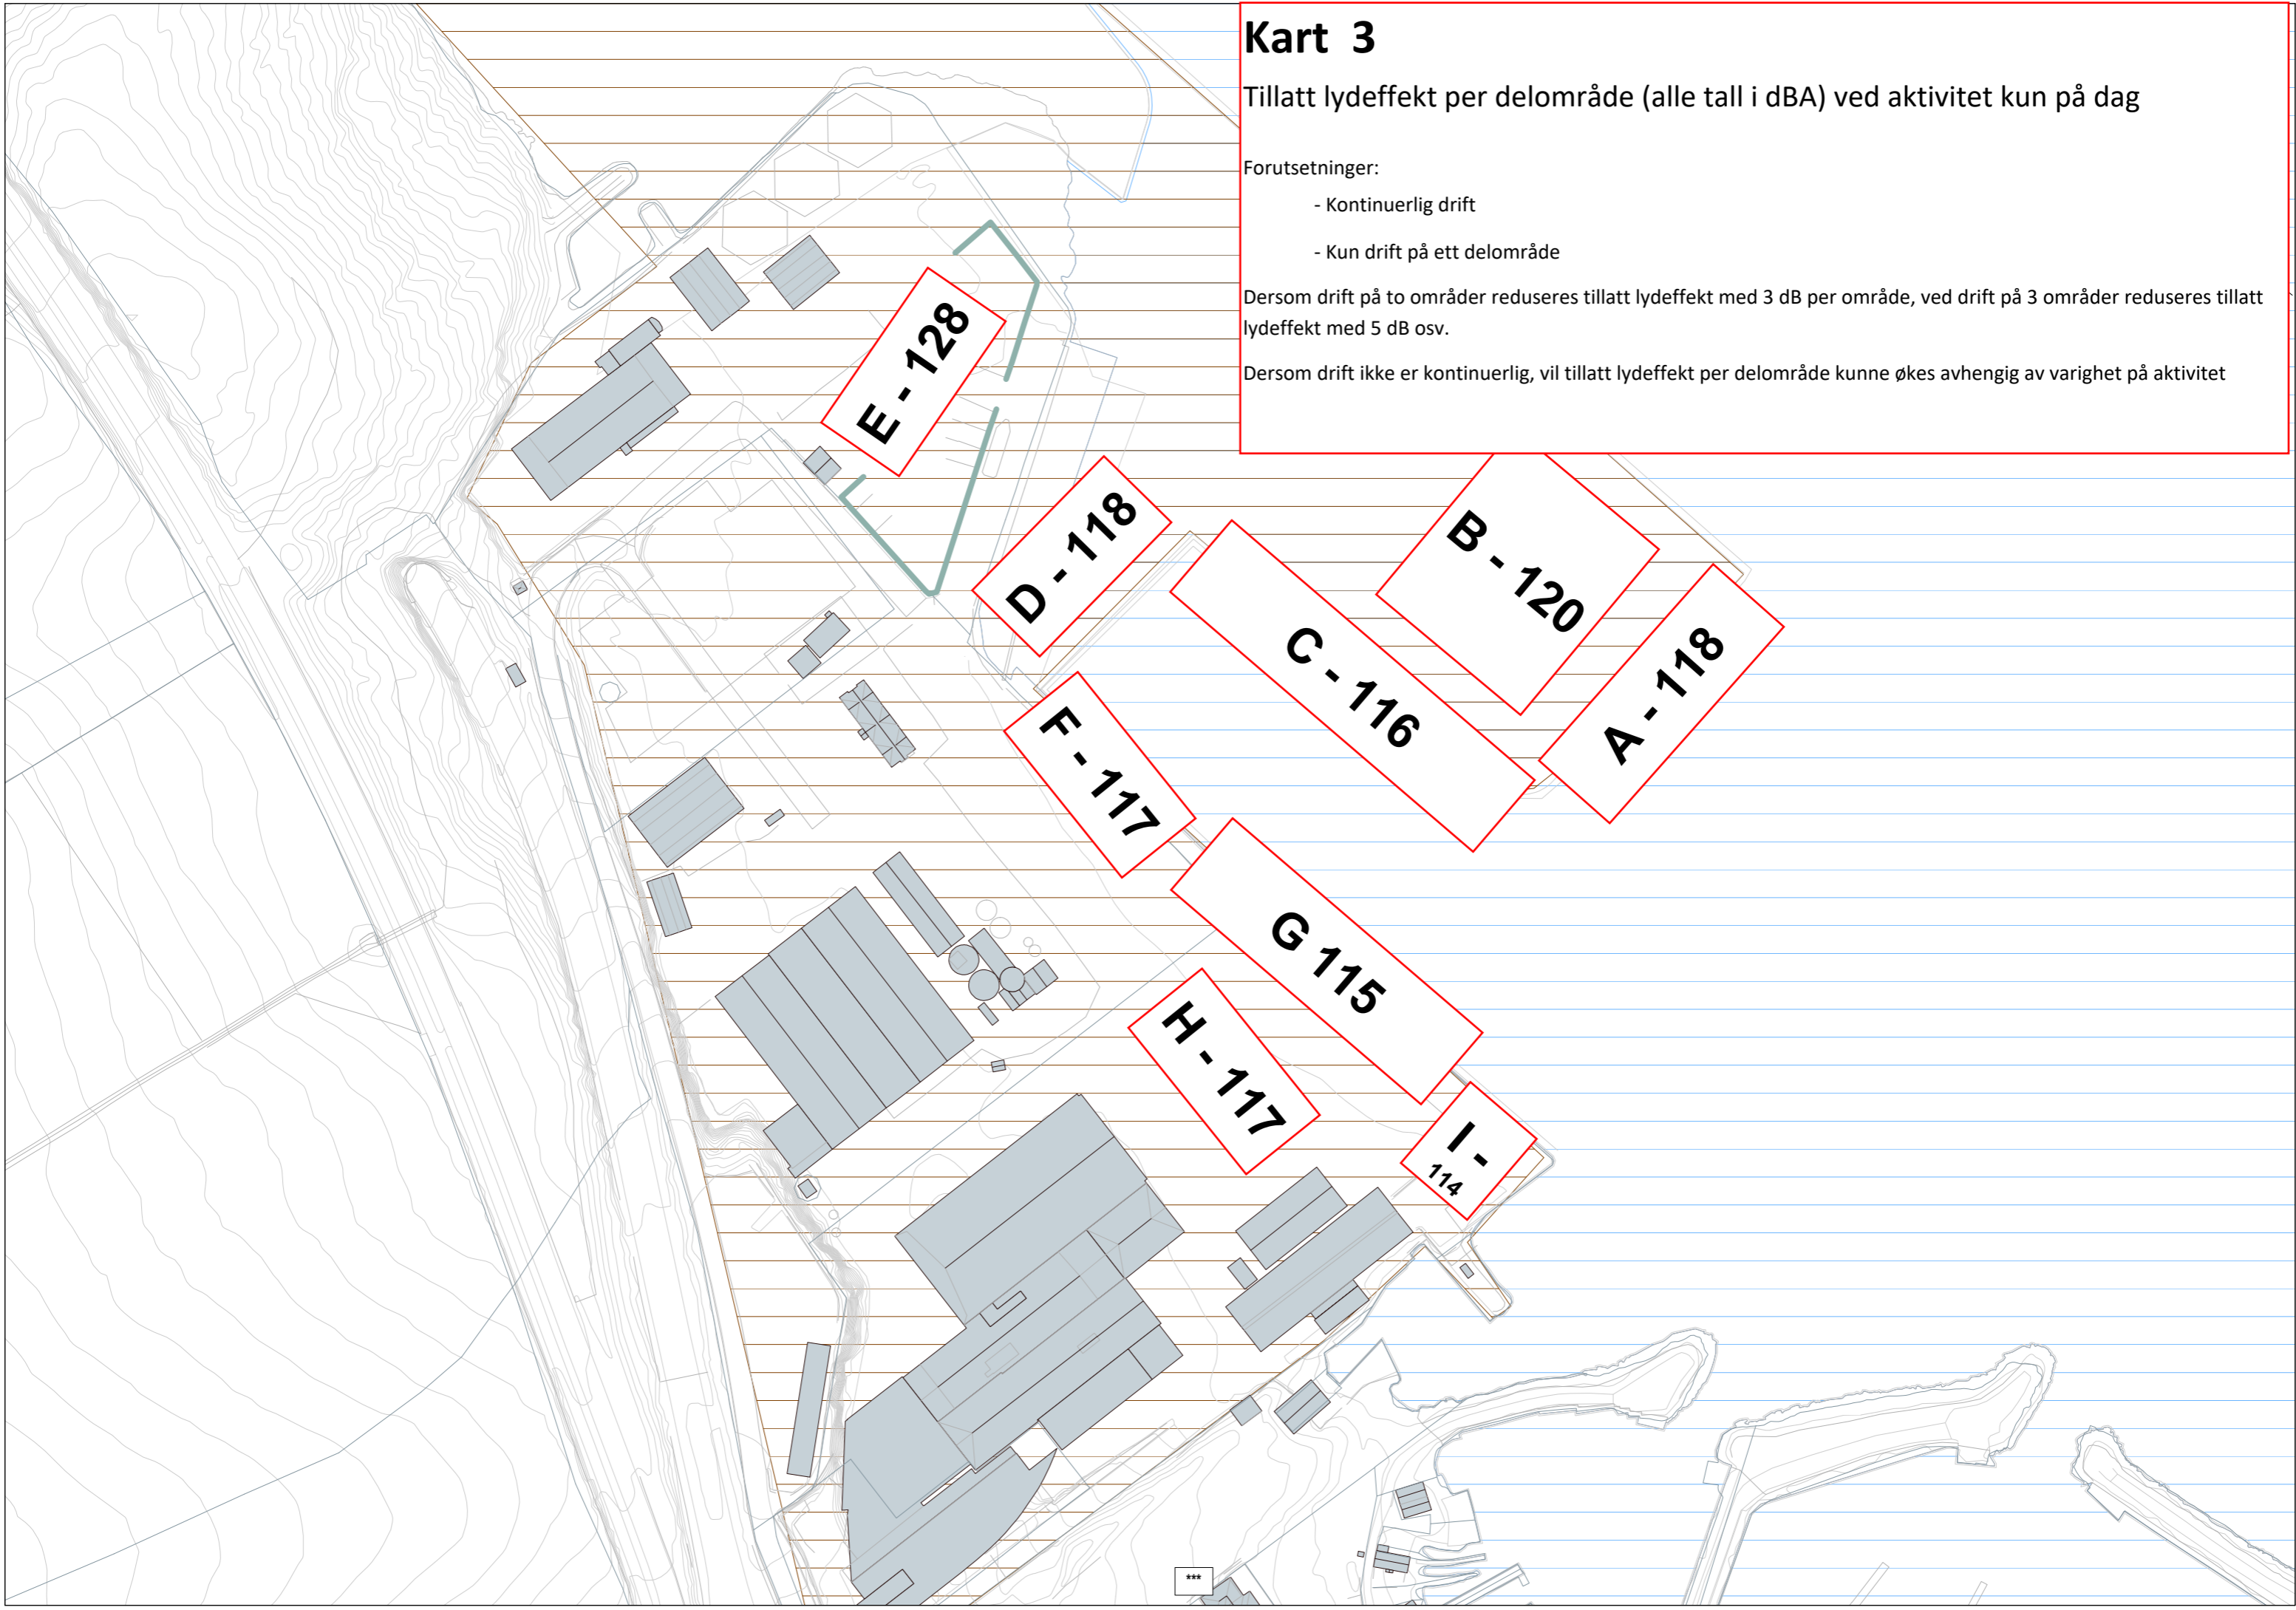 Kart 3
Tillatt lydeffekt per delområde (alle tall i dBA) ved aktivitet kun på dag
Forutsetninger:
- Kontinuerlig drift
- Kun drift på ett delområde
Dersom drift på to områder reduseres tillatt lydeffekt med 3 dB per område, ved drift på 3 områder reduseres tillatt
lydeffekt med 5 dB osv.
Dersom drift ikke er kontinuerlig, vil tillatt lydeffekt per delområde kunne økes avhengig av varighet på aktivitet
E - 128
D - 118
B - 120
C - 116
A - 118
F - 117
G 115
H - 117
I -
114
***